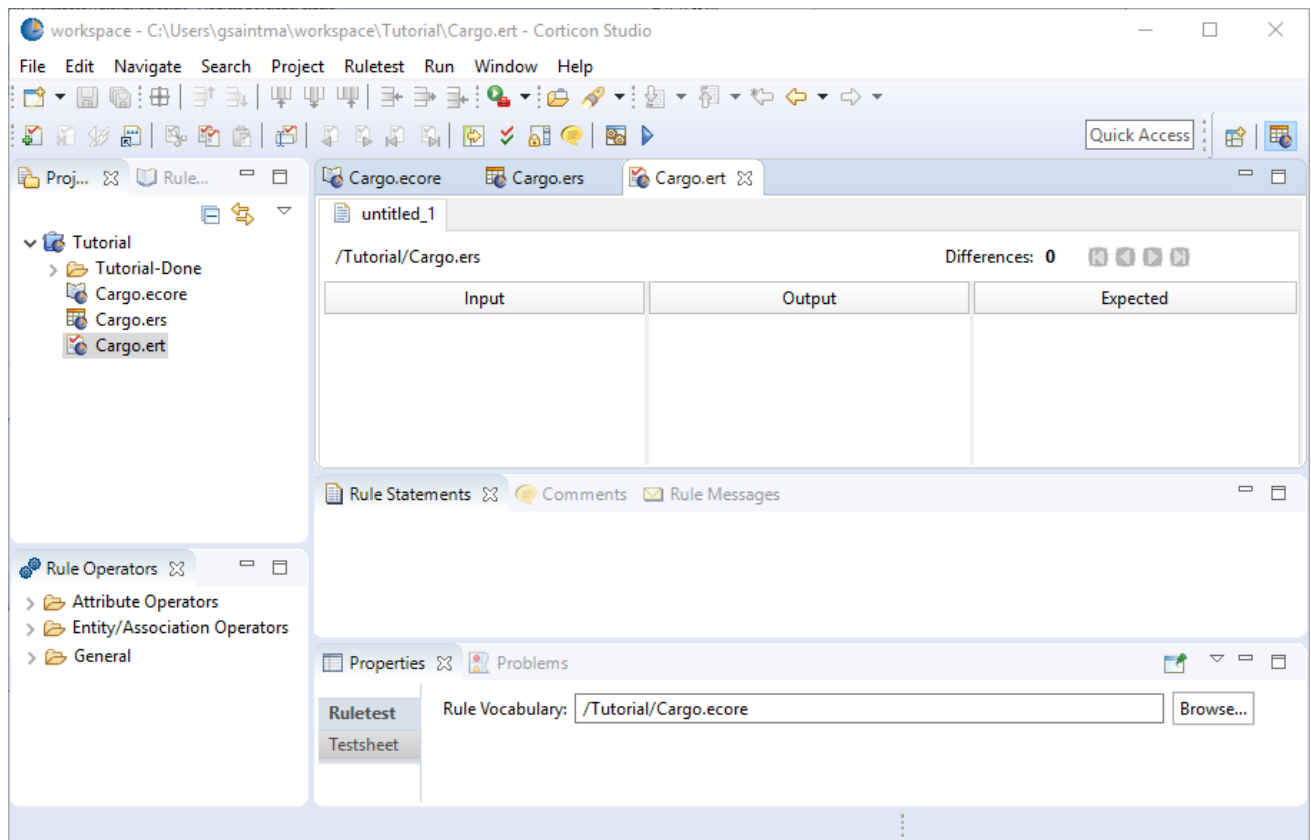 workspace - C:\Users\gsaintma\workspace\Tutorial\Cargo.ert - Corticon Studio
File Edit Navigate Search Project Ruletest Run Window Help
Quick Access
Proj... Rule...
Tutorial
Tutorial-Done
Cargo.ecore
Cargo.ers
Cargo.ert
Rule Operators
Attribute Operators
Entity/Association Operators
General
Cargo.ecore Cargo.ers Cargo.ert
untitled_1
/Tutorial/Cargo.ers Differences: 0
Input Output Expected
Rule Statements Comments Rule Messages
Properties Problems
Ruletest
Testsheet
Rule Vocabulary: /Tutorial/Cargo.ecore Browse...